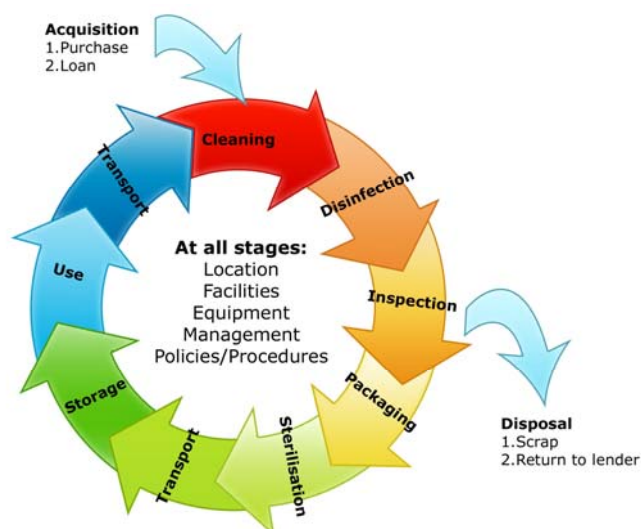 Acquisition
1.Purchase
2.Loan
Cleaning
Disinfection
Inspection
Packaging
Sterilisation
Transport
Storage
Use
Transport
At all stages:
Location
Facilities
Equipment
Management
Policies/Procedures
Disposal
1.Scrap
2.Return to lender